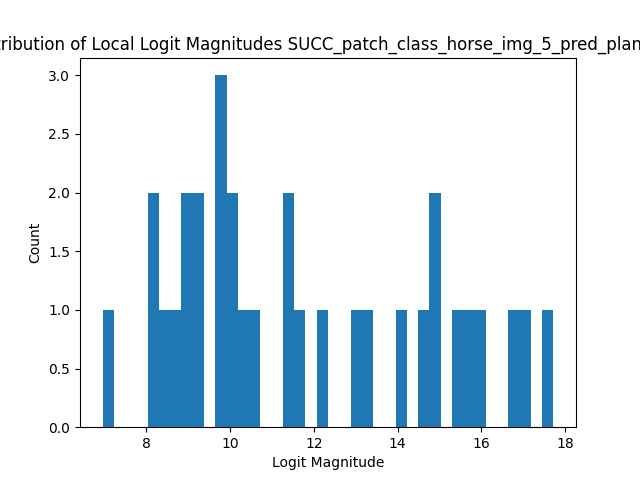 ribution of Local Logit Magnitudes SUCC_patch_class_horse_img_5_pred_plan
3.0
2.5
2.0
1.5
1.0
0.5
0.0
Count
8 10 12 14 16 18
Logit Magnitude